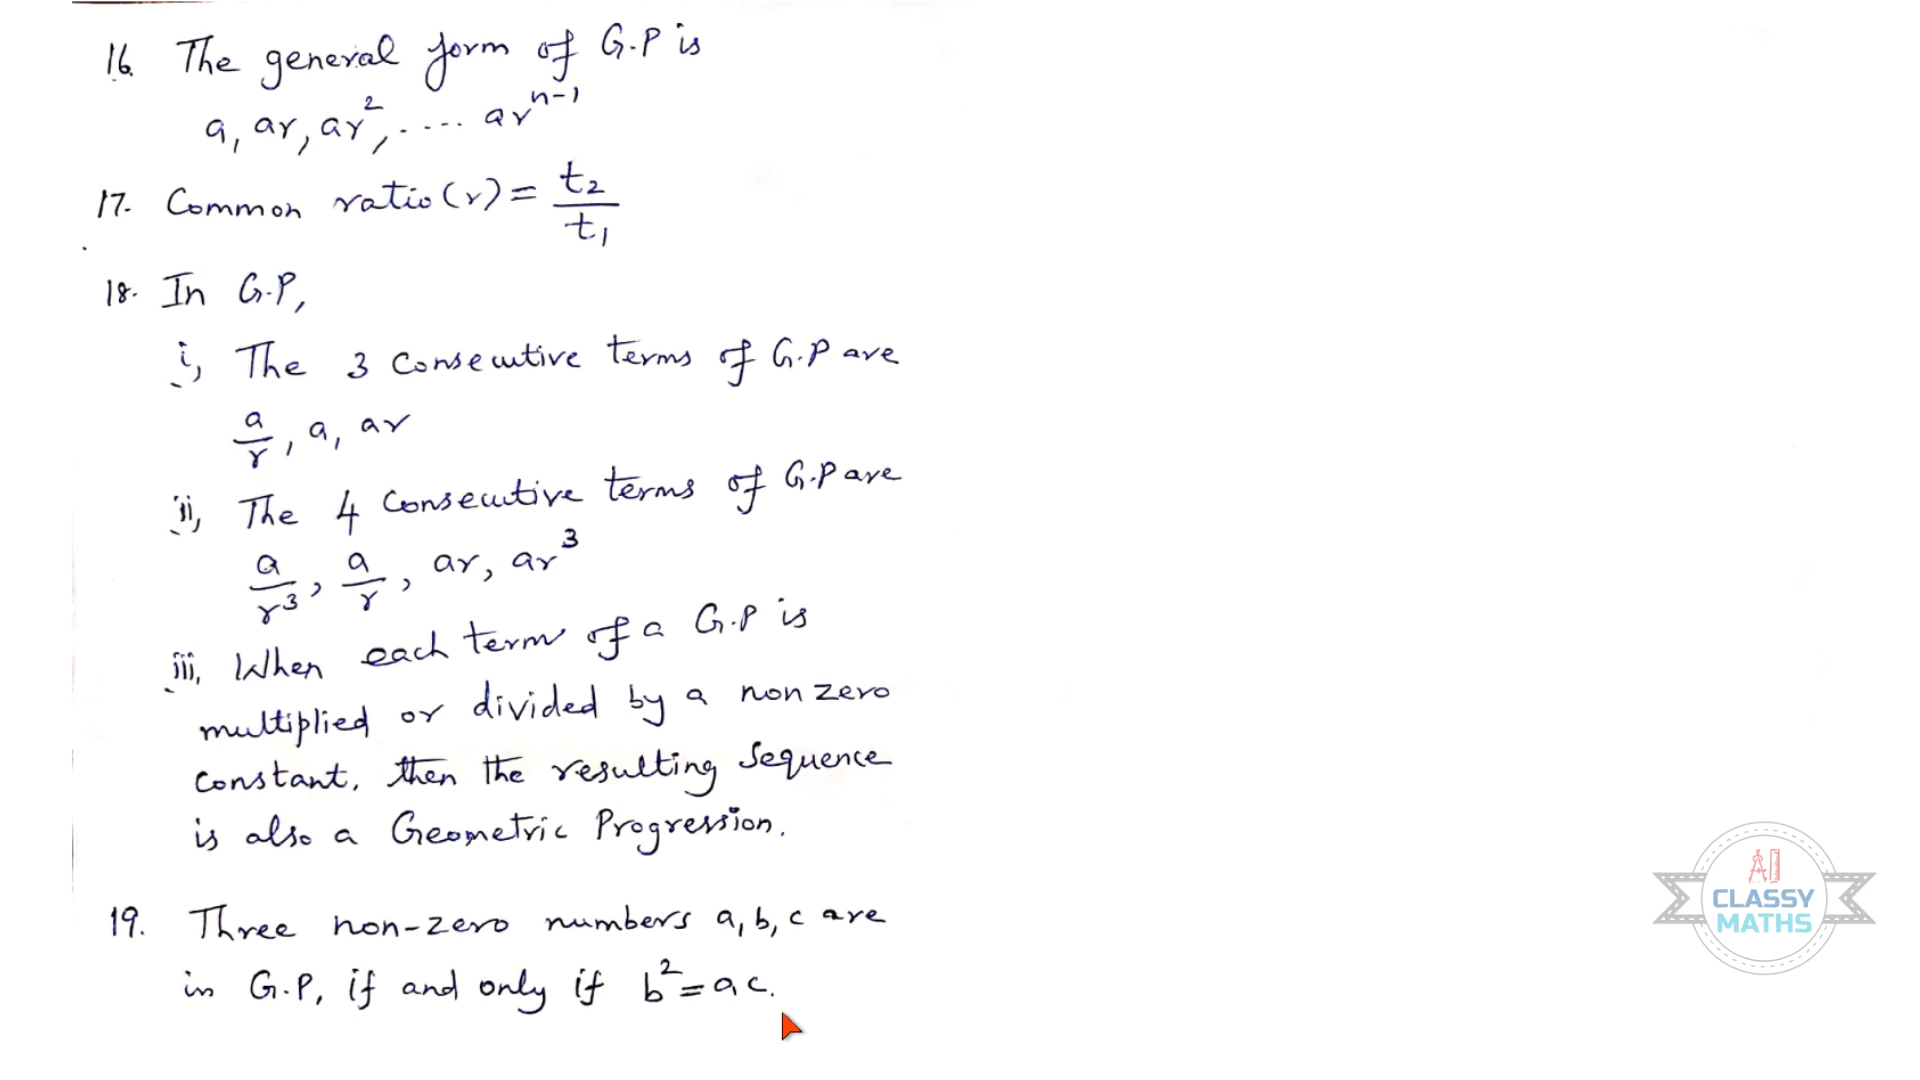 16. The general form of G.P is
a, ar, ar², ..... arⁿ⁻¹
17. Common ratio (r) = t₂/t₁
18. In G.P,
i, The 3 Consecutive terms of G.P are
a/r, a, ar
ii, The 4 Consecutive terms of G.P are
a/r³, a/r, ar, ar³
iii, When each term of a G.P is
multiplied or divided by a non zero
constant, then the resulting Sequence
is also a Geometric Progression.
19. Three non-zero numbers a, b, c are
in G.P, if and only if b² = ac.
CLASSY
MATHS